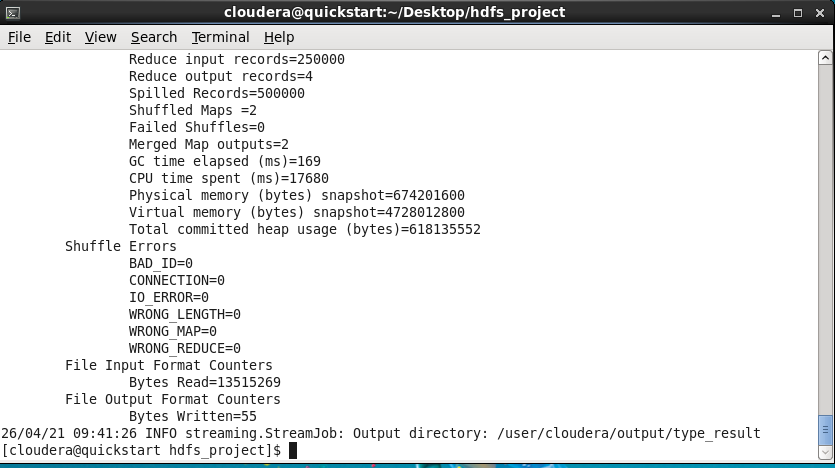 cloudera@quickstart:~/Desktop/hdfs_project
File Edit View Search Terminal Help
Reduce input records=250000
Reduce output records=4
Spilled Records=500000
Shuffled Maps =2
Failed Shuffles=0
Merged Map outputs=2
GC time elapsed (ms)=169
CPU time spent (ms)=17680
Physical memory (bytes) snapshot=674201600
Virtual memory (bytes) snapshot=4728012800
Total committed heap usage (bytes)=618135552
Shuffle Errors
BAD_ID=0
CONNECTION=0
IO_ERROR=0
WRONG_LENGTH=0
WRONG_MAP=0
WRONG_REDUCE=0
File Input Format Counters
Bytes Read=13515269
File Output Format Counters
Bytes Written=55
26/04/21 09:41:26 INFO streaming.StreamJob: Output directory: /user/cloudera/output/type_result
[cloudera@quickstart hdfs_project]$